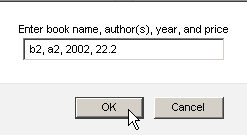 Enter book name, author(s), year, and price
b2, a2, 2002, 22.2
OK
Cancel